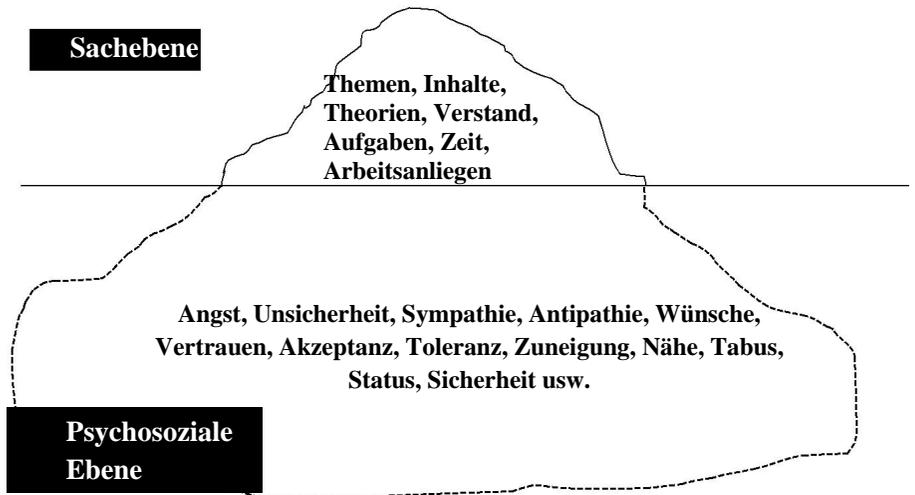 Sachebene
Themen, Inhalte,
Theorien, Verstand,
Aufgaben, Zeit,
Arbeitsanliegen
Angst, Unsicherheit, Sympathie, Antipathie, Wünsche,
Vertrauen, Akzeptanz, Toleranz, Zuneigung, Nähe, Tabus,
Status, Sicherheit usw.
Psychosoziale
Ebene